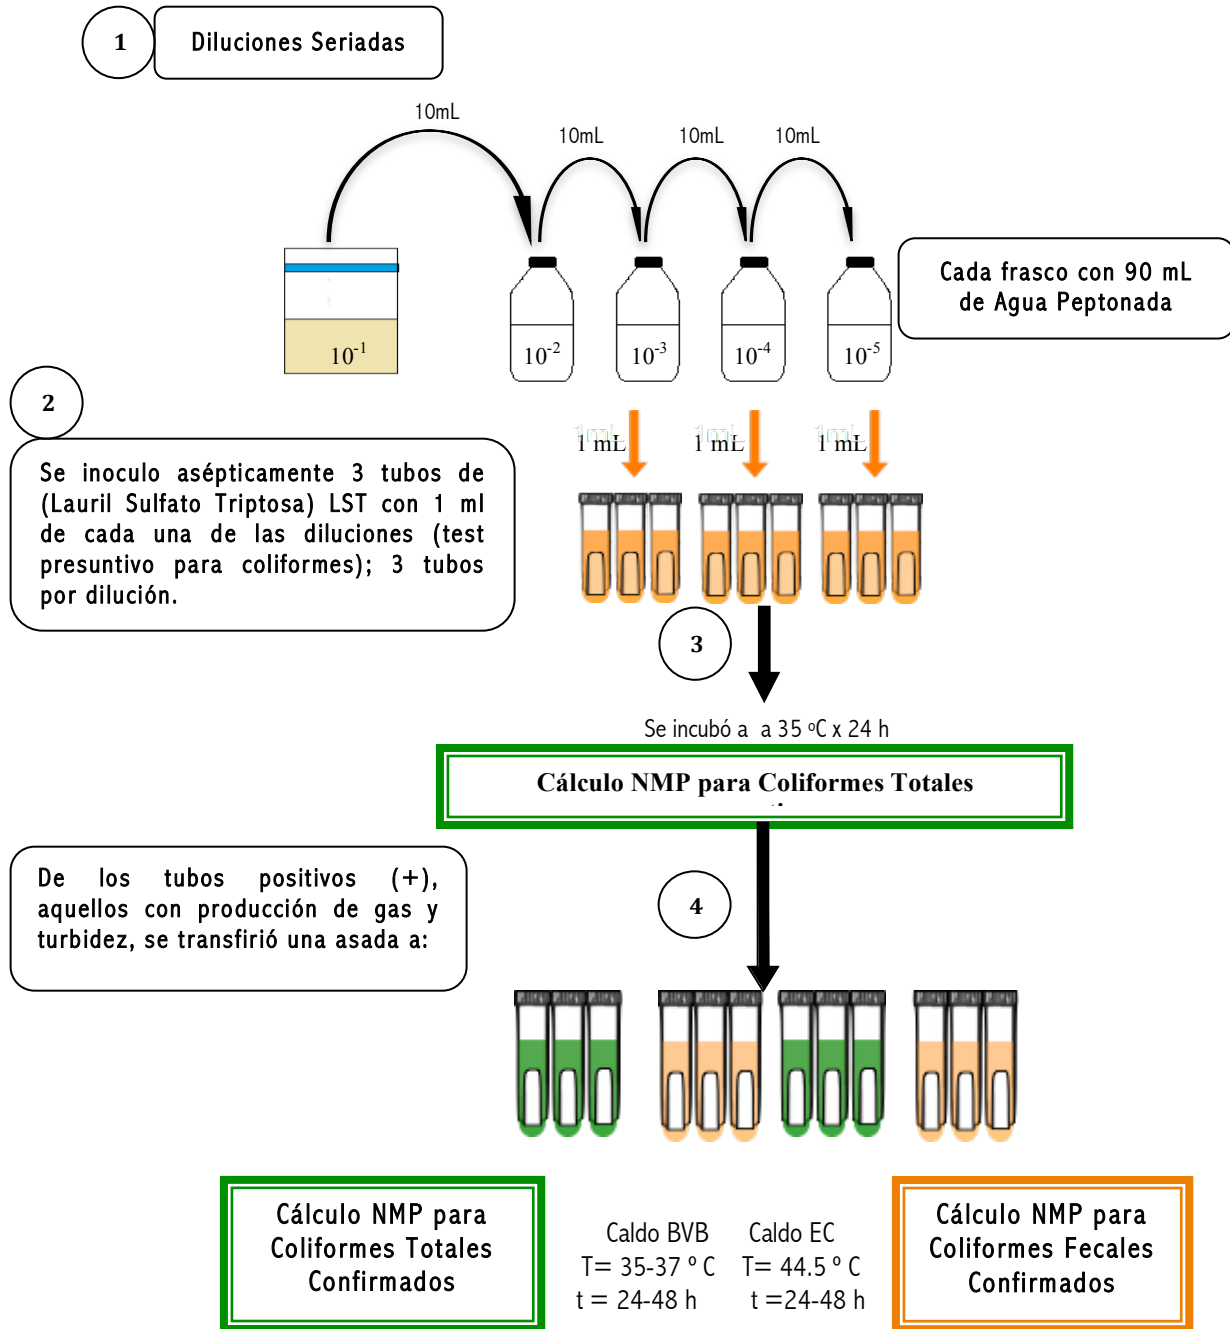 1
Diluciones Seriadas
10mL
10mL
10mL
10mL
10-1
10-2
10-3
10-4
10-5
Cada frasco con 90 mL
de Agua Peptonada
2
Se inoculo asépticamente 3 tubos de
(Lauril Sulfato Triptosa) LST con 1 ml
de cada una de las diluciones (test
presuntivo para coliformes); 3 tubos
por dilución.
1 mL
1 mL
1 mL
3
Se incubó a a 35 ºC x 24 h
Cálculo NMP para Coliformes Totales
De los tubos positivos (+),
aquellos con producción de gas y
turbidez, se transfirió una asada a:
4
Cálculo NMP para
Coliformes Totales
Confirmados
Caldo BVB
T= 35-37 º C
t = 24-48 h
Caldo EC
T= 44.5 º C
t =24-48 h
Cálculo NMP para
Coliformes Fecales
Confirmados